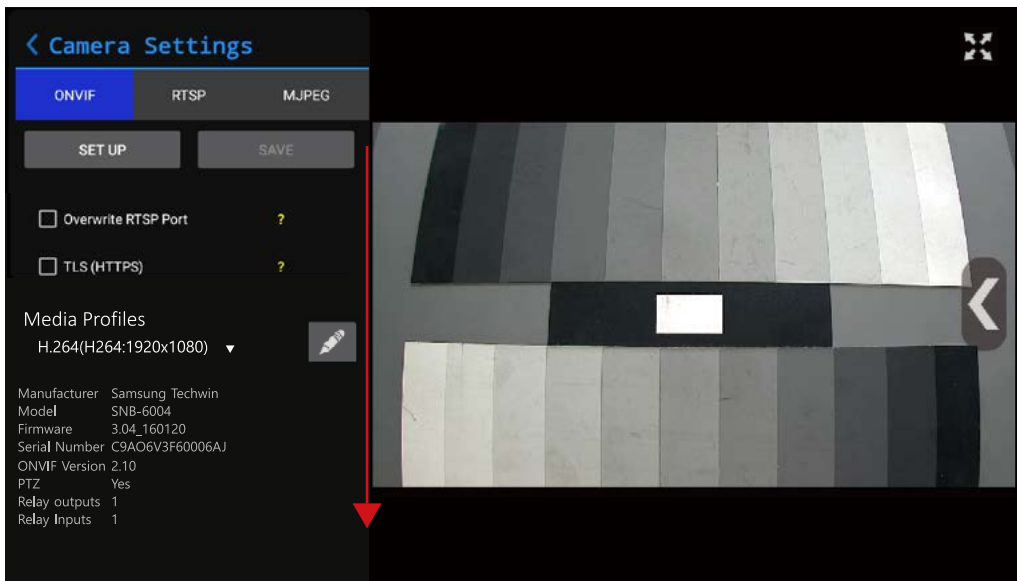 Camera Settings
ONVIF RTSP MJPEG
SET UP SAVE
Overwrite RTSP Port ?
TLS (HTTPS) ?
Media Profiles
H.264(H264:1920x1080)
Manufacturer Samsung Techwin
Model SNB-6004
Firmware 3.04_160120
Serial Number C9AO6V3F60006AJ
ONVIF Version 2.10
PTZ Yes
Relay outputs 1
Relay Inputs 1